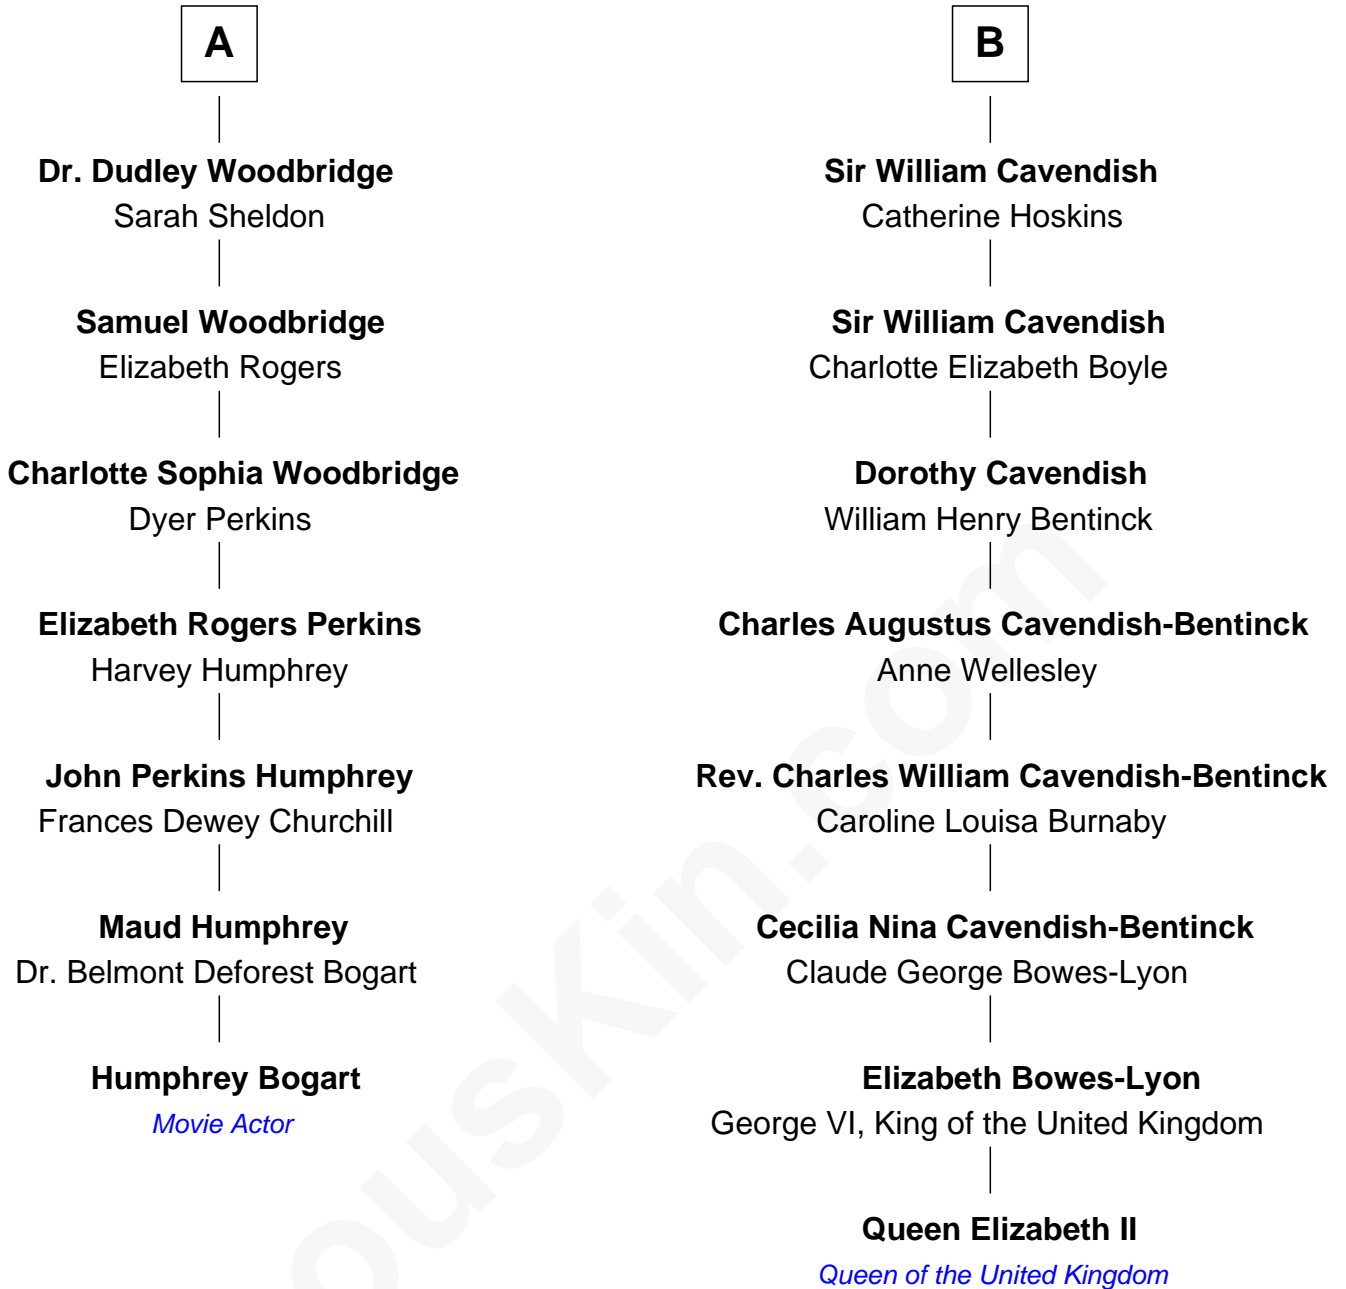 A
Dr. Dudley Woodbridge
Sarah Sheldon
Samuel Woodbridge
Elizabeth Rogers
Charlotte Sophia Woodbridge
Dyer Perkins
Elizabeth Rogers Perkins
Harvey Humphrey
John Perkins Humphrey
Frances Dewey Churchill
Maud Humphrey
Dr. Belmont Deforest Bogart
Humphrey Bogart
Movie Actor
B
Sir William Cavendish
Catherine Hoskins
Sir William Cavendish
Charlotte Elizabeth Boyle
Dorothy Cavendish
William Henry Bentinck
Charles Augustus Cavendish-Bentinck
Anne Wellesley
Rev. Charles William Cavendish-Bentinck
Caroline Louisa Burnaby
Cecilia Nina Cavendish-Bentinck
Claude George Bowes-Lyon
Elizabeth Bowes-Lyon
George VI, King of the United Kingdom
Queen Elizabeth II
Queen of the United Kingdom
ousKin.com